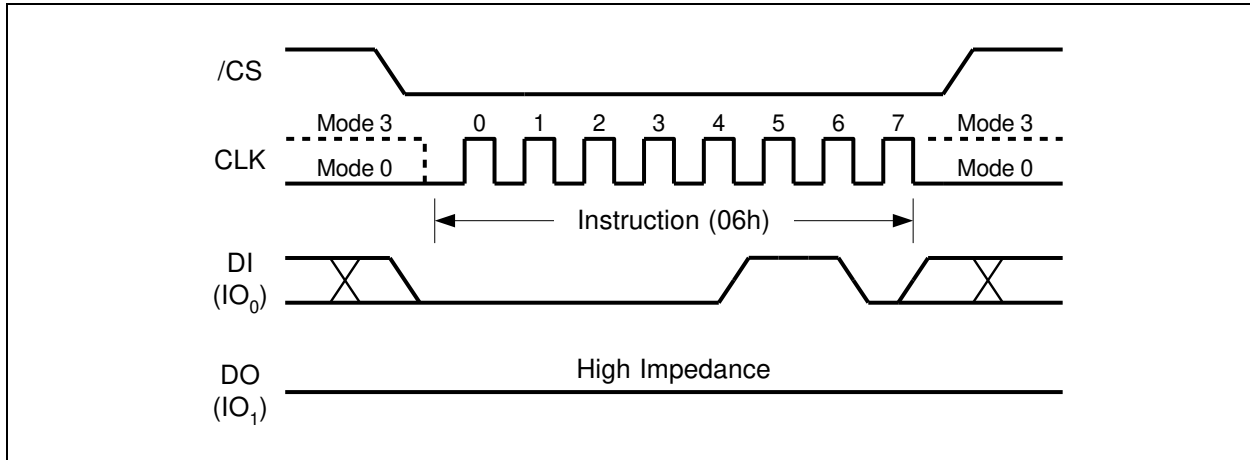 /CS
Mode 3 0 1 2 3 4 5 6 7 Mode 3
CLK
Mode 0 Mode 0
Instruction (06h)
DI
(IO₀)
High Impedance
DO
(IO₁)